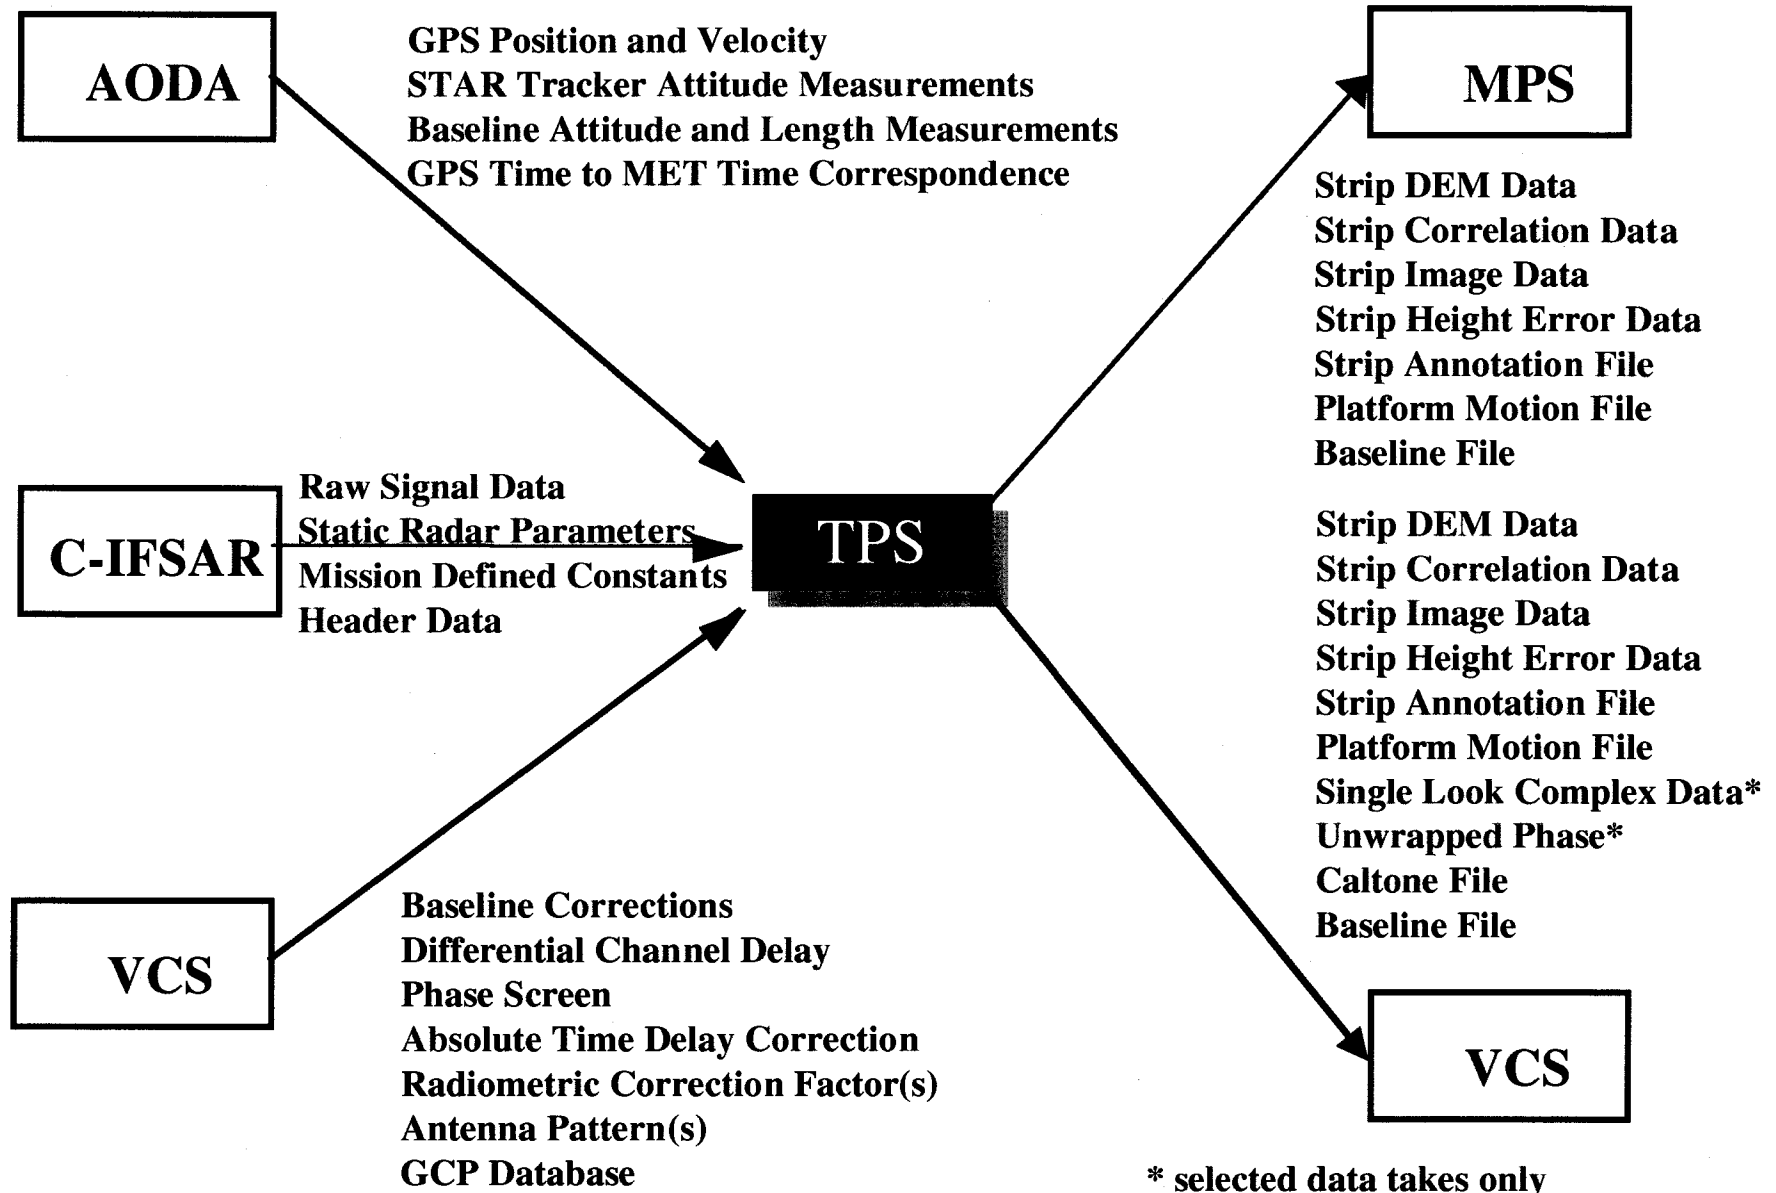 AODA
GPS Position and Velocity
STAR Tracker Attitude Measurements
Baseline Attitude and Length Measurements
GPS Time to MET Time Correspondence
C-IFSAR
Raw Signal Data
Static Radar Parameters
Mission Defined Constants
Header Data
VCS
Baseline Corrections
Differential Channel Delay
Phase Screen
Absolute Time Delay Correction
Radiometric Correction Factor(s)
Antenna Pattern(s)
GCP Database
TPS
MPS
Strip DEM Data
Strip Correlation Data
Strip Image Data
Strip Height Error Data
Strip Annotation File
Platform Motion File
Baseline File
Strip DEM Data
Strip Correlation Data
Strip Image Data
Strip Height Error Data
Strip Annotation File
Platform Motion File
Single Look Complex Data*
Unwrapped Phase*
Caltone File
Baseline File
VCS
* selected data takes only